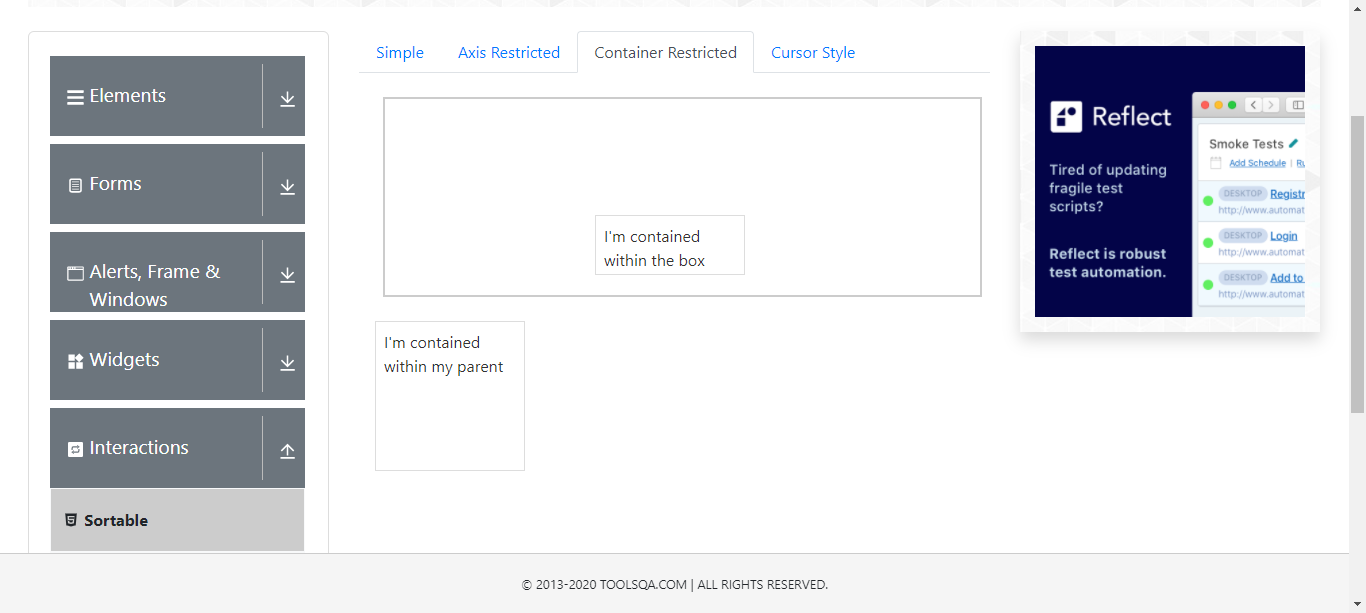 Elements
Forms
Alerts, Frame &
Windows
Widgets
Interactions
Sortable
Simple
Axis Restricted
Container Restricted
Cursor Style
I'm contained
within the box
I'm contained
within my parent
Reflect
Tired of updating
fragile test
scripts?
Reflect is robust
test automation.
Smoke Tests
Add Schedule |
DESKTOP Registr
http://www.automat
DESKTOP Login
http://www.automat
DESKTOP Add to
http://www.automat
© 2013-2020 TOOLSQA.COM | ALL RIGHTS RESERVED.